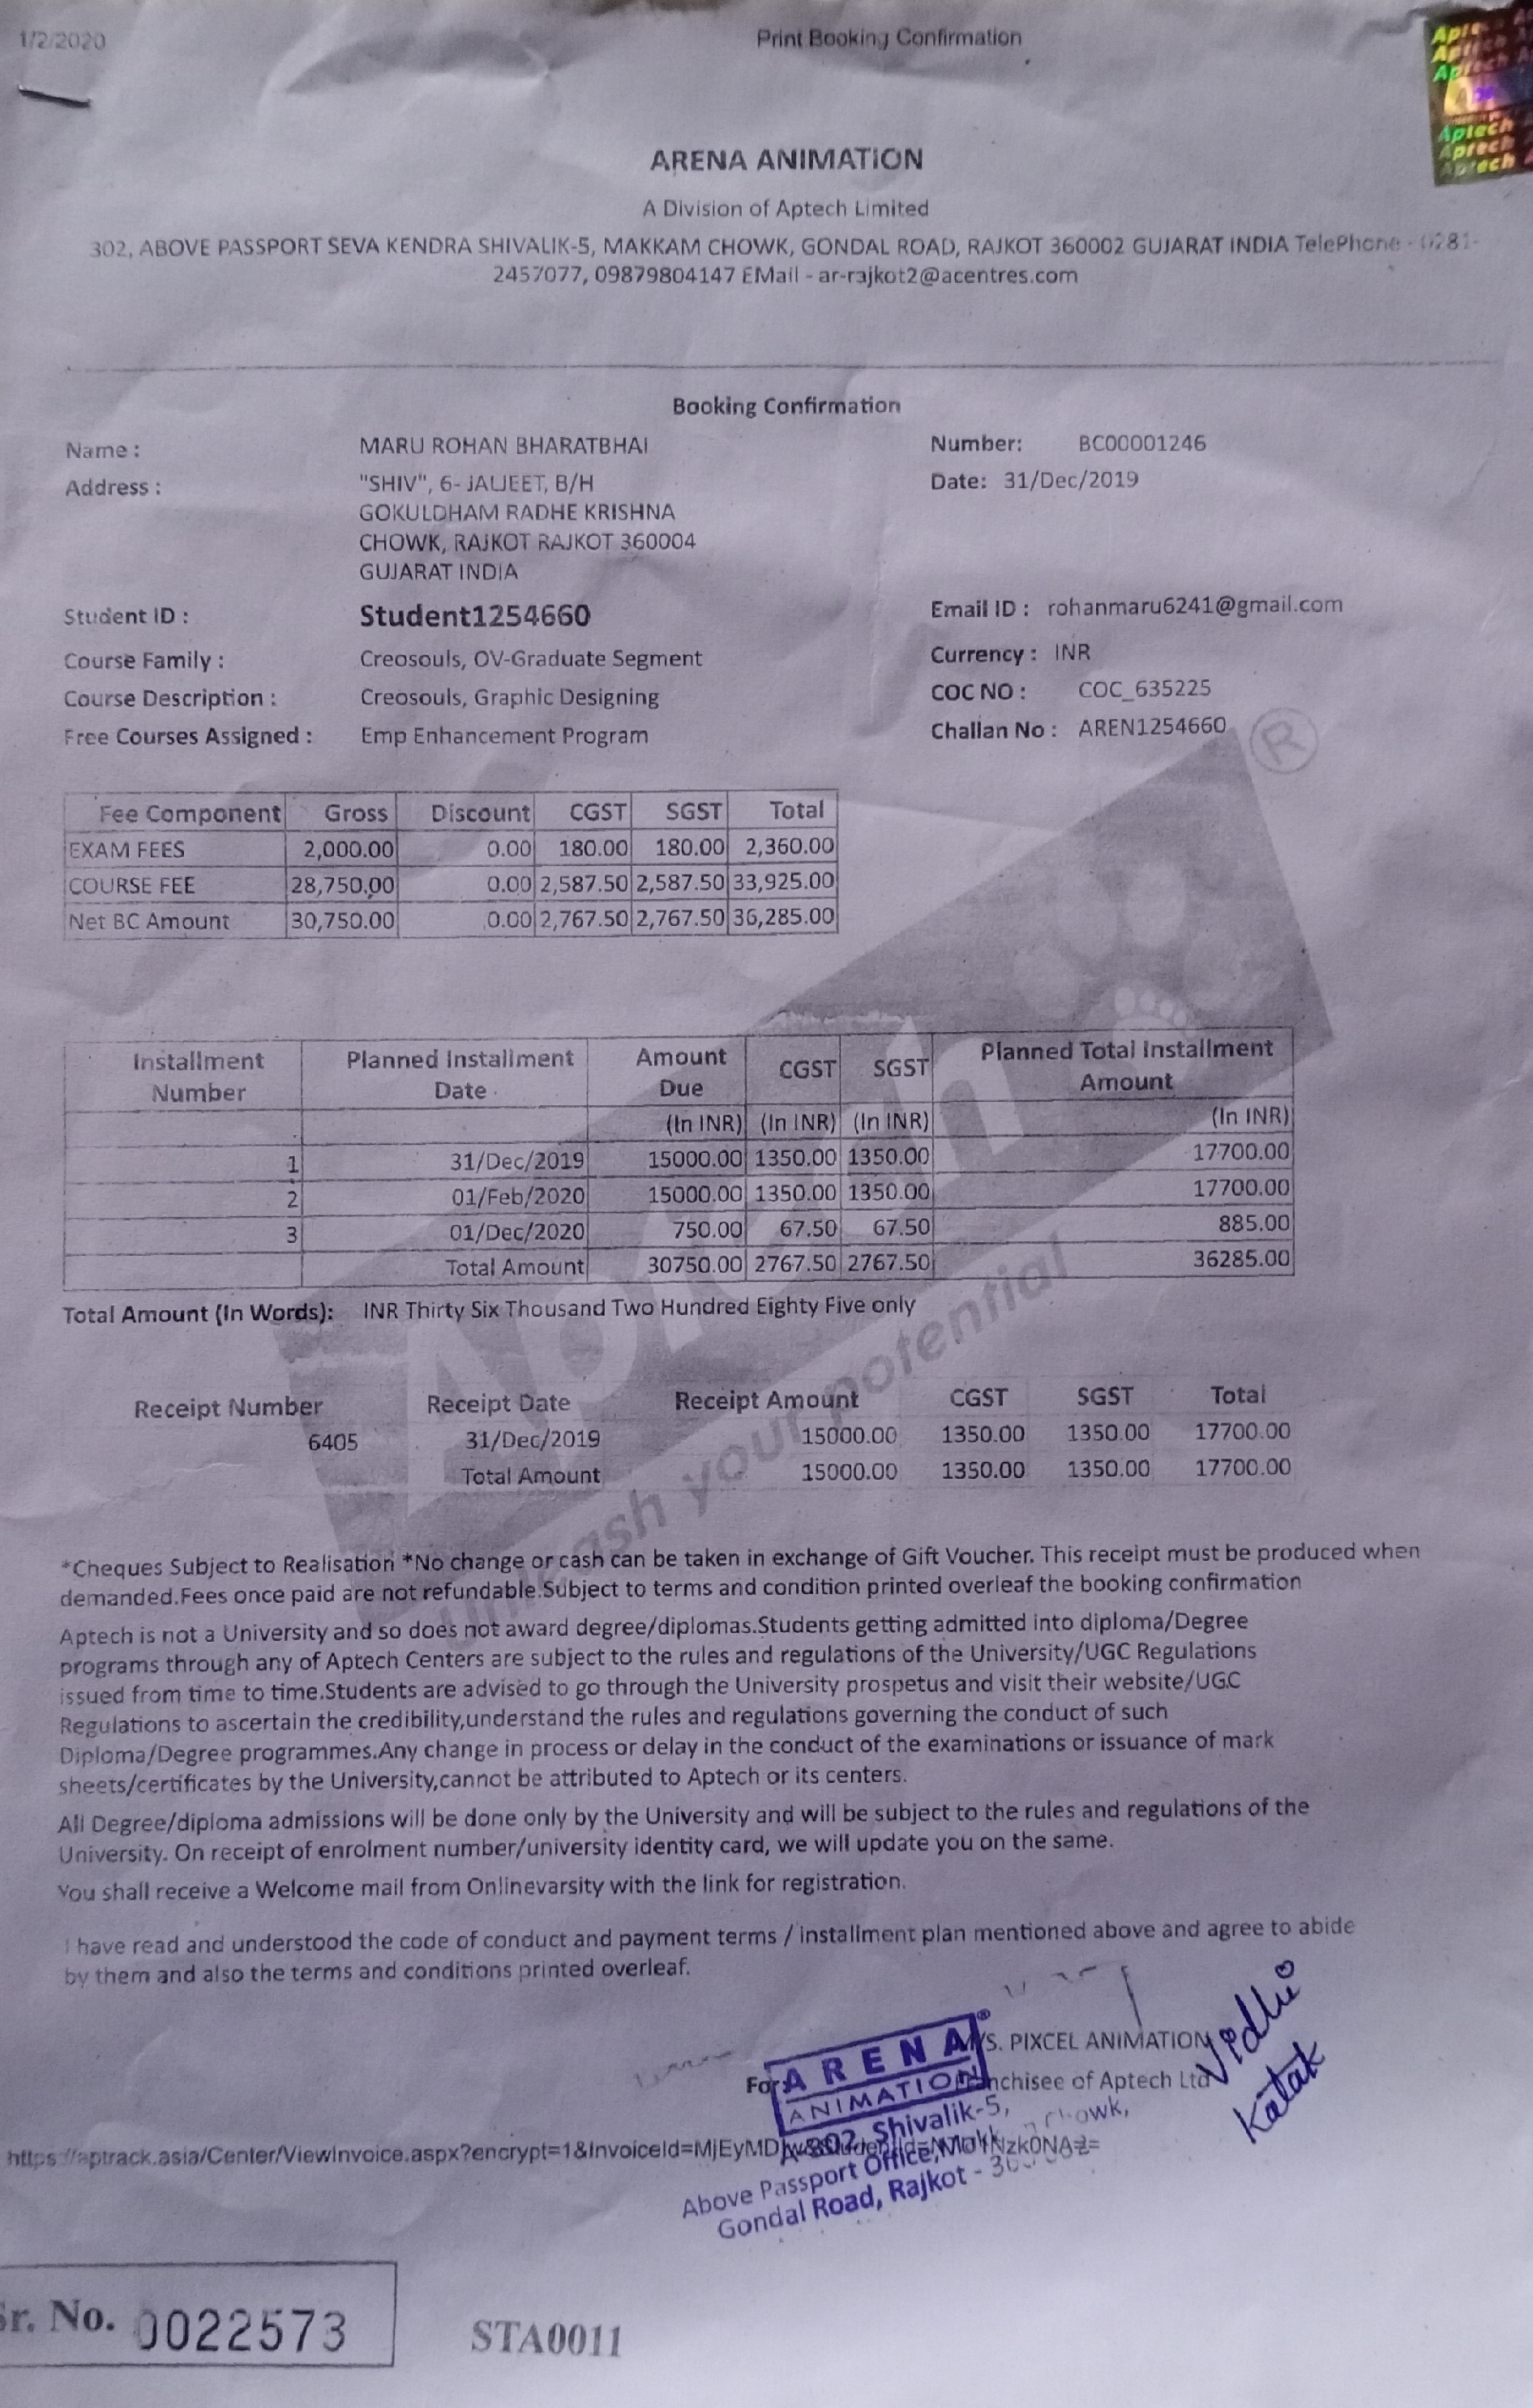 1/2/2020 Print Booking Confirmation
Aptech
Aptech
Aptech
Aptech
ARENA ANIMATION
A Division of Aptech Limited
302, ABOVE PASSPORT SEVA KENDRA SHIVALIK-5, MAKKAM CHOWK, GONDAL ROAD, RAJKOT 360002 GUJARAT INDIA TelePhone - 0281-
2457077, 09879804147 EMail - ar-rajkot2@acentres.com
Booking Confirmation
Name : MARU ROHAN BHARATBHAI Number: BC00001246
Address : "SHIV", 6- JALJEET, B/H Date: 31/Dec/2019
GOKULDHAM RADHE KRISHNA
CHOWK, RAJKOT RAJKOT 360004
GUJARAT INDIA
Student ID : Student1254660 Email ID : rohanmaru6241@gmail.com
Course Family : Creosouls, OV-Graduate Segment Currency : INR
Course Description : Creosouls, Graphic Designing COC NO : COC_635225
Free Courses Assigned : Emp Enhancement Program Challan No : AREN1254660
Fee Component Gross Discount CGST SGST Total
EXAM FEES 2,000.00 0.00 180.00 180.00 2,360.00
COURSE FEE 28,750.00 0.00 2,587.50 2,587.50 33,925.00
Net BC Amount 30,750.00 0.00 2,767.50 2,767.50 36,285.00
Installment Planned Installment Amount CGST SGST Planned Total Installment
Number Date Due Amount
(In INR) (In INR) (In INR) (In INR)
1 31/Dec/2019 15000.00 1350.00 1350.00 17700.00
2 01/Feb/2020 15000.00 1350.00 1350.00 17700.00
3 01/Dec/2020 750.00 67.50 67.50 885.00
Total Amount 30750.00 2767.50 2767.50 36285.00
Total Amount (In Words): INR Thirty Six Thousand Two Hundred Eighty Five only
Aptech ®
unleash your potential
Receipt Number Receipt Date Receipt Amount CGST SGST Total
6405 31/Dec/2019 15000.00 1350.00 1350.00 17700.00
Total Amount 15000.00 1350.00 1350.00 17700.00
*Cheques Subject to Realisation *No change or cash can be taken in exchange of Gift Voucher. This receipt must be produced when
demanded.Fees once paid are not refundable.Subject to terms and condition printed overleaf the booking confirmation
Aptech is not a University and so does not award degree/diplomas.Students getting admitted into diploma/Degree
programs through any of Aptech Centers are subject to the rules and regulations of the University/UGC Regulations
issued from time to time.Students are advised to go through the University prospetus and visit their website/UGC
Regulations to ascertain the credibility,understand the rules and regulations governing the conduct of such
Diploma/Degree programmes.Any change in process or delay in the conduct of the examinations or issuance of mark
sheets/certificates by the University,cannot be attributed to Aptech or its centers.
All Degree/diploma admissions will be done only by the University and will be subject to the rules and regulations of the
University. On receipt of enrolment number/university identity card, we will update you on the same.
You shall receive a Welcome mail from Onlinevarsity with the link for registration.
I have read and understood the code of conduct and payment terms / installment plan mentioned above and agree to abide
by them and also the terms and conditions printed overleaf.
For M/S. PIXCEL ANIMATION
Franchisee of Aptech Ltd
ARENA®
ANIMATION
A-302, Shivalik-5,
Above Passport Office, Makkam Chowk,
Gondal Road, Rajkot -
Vidhi
Katak
https://aptrack.asia/Center/ViewInvoice.aspx?encrypt=1&InvoiceId=
Sr. No. 0022573 STA0011